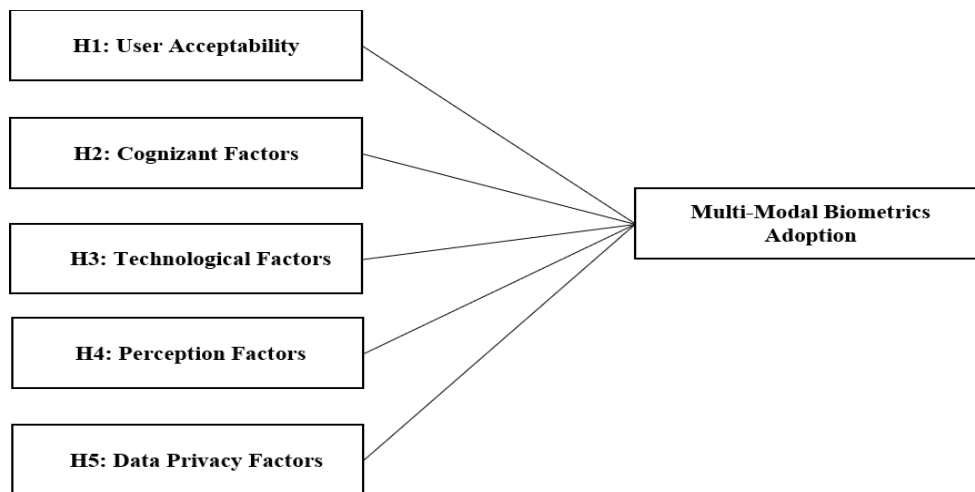 H1: User Acceptability
H2: Cognizant Factors
H3: Technological Factors
H4: Perception Factors
H5: Data Privacy Factors
Multi-Modal Biometrics
Adoption